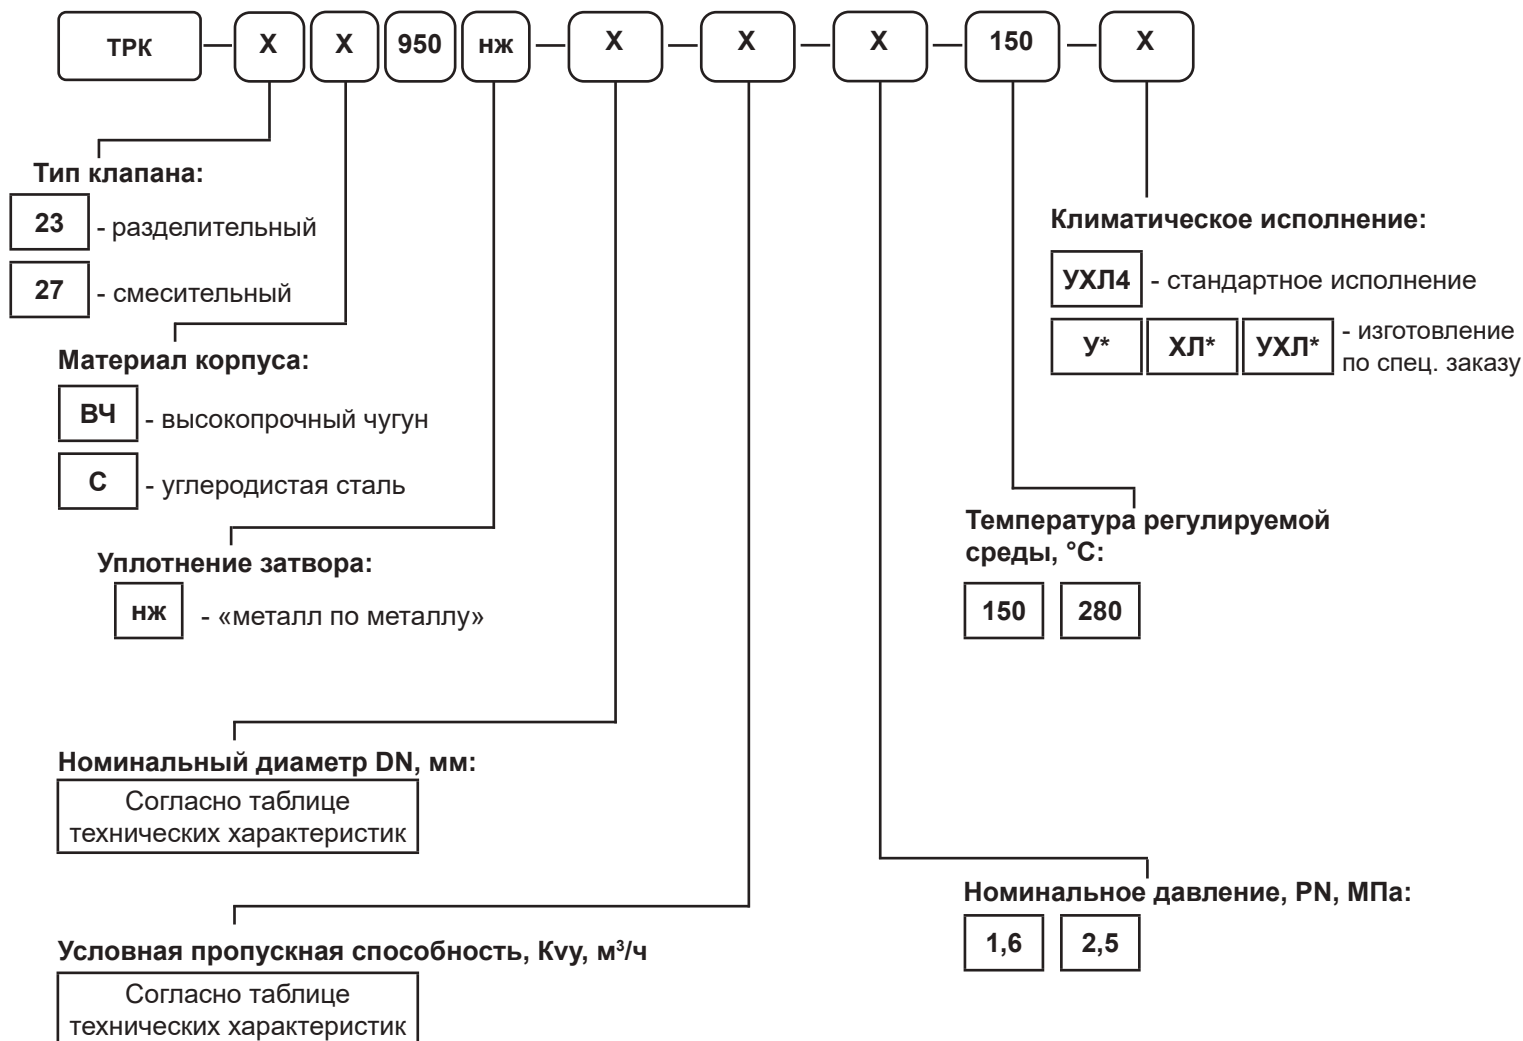 ТРК – Х Х 950 нж – Х – Х – Х – 150 – Х
Тип клапана:
23 - разделительный
27 - смесительный
Материал корпуса:
ВЧ - высокопрочный чугун
С - углеродистая сталь
Уплотнение затвора:
нж - «металл по металлу»
Номинальный диаметр DN, мм:
Согласно таблице
технических характеристик
Условная пропускная способность, Kvy, м³/ч
Согласно таблице
технических характеристик
Климатическое исполнение:
УХЛ4 - стандартное исполнение
У* ХЛ* УХЛ* - изготовление
по спец. заказу
Температура регулируемой
среды, °С:
150 280
Номинальное давление, PN, МПа:
1,6 2,5